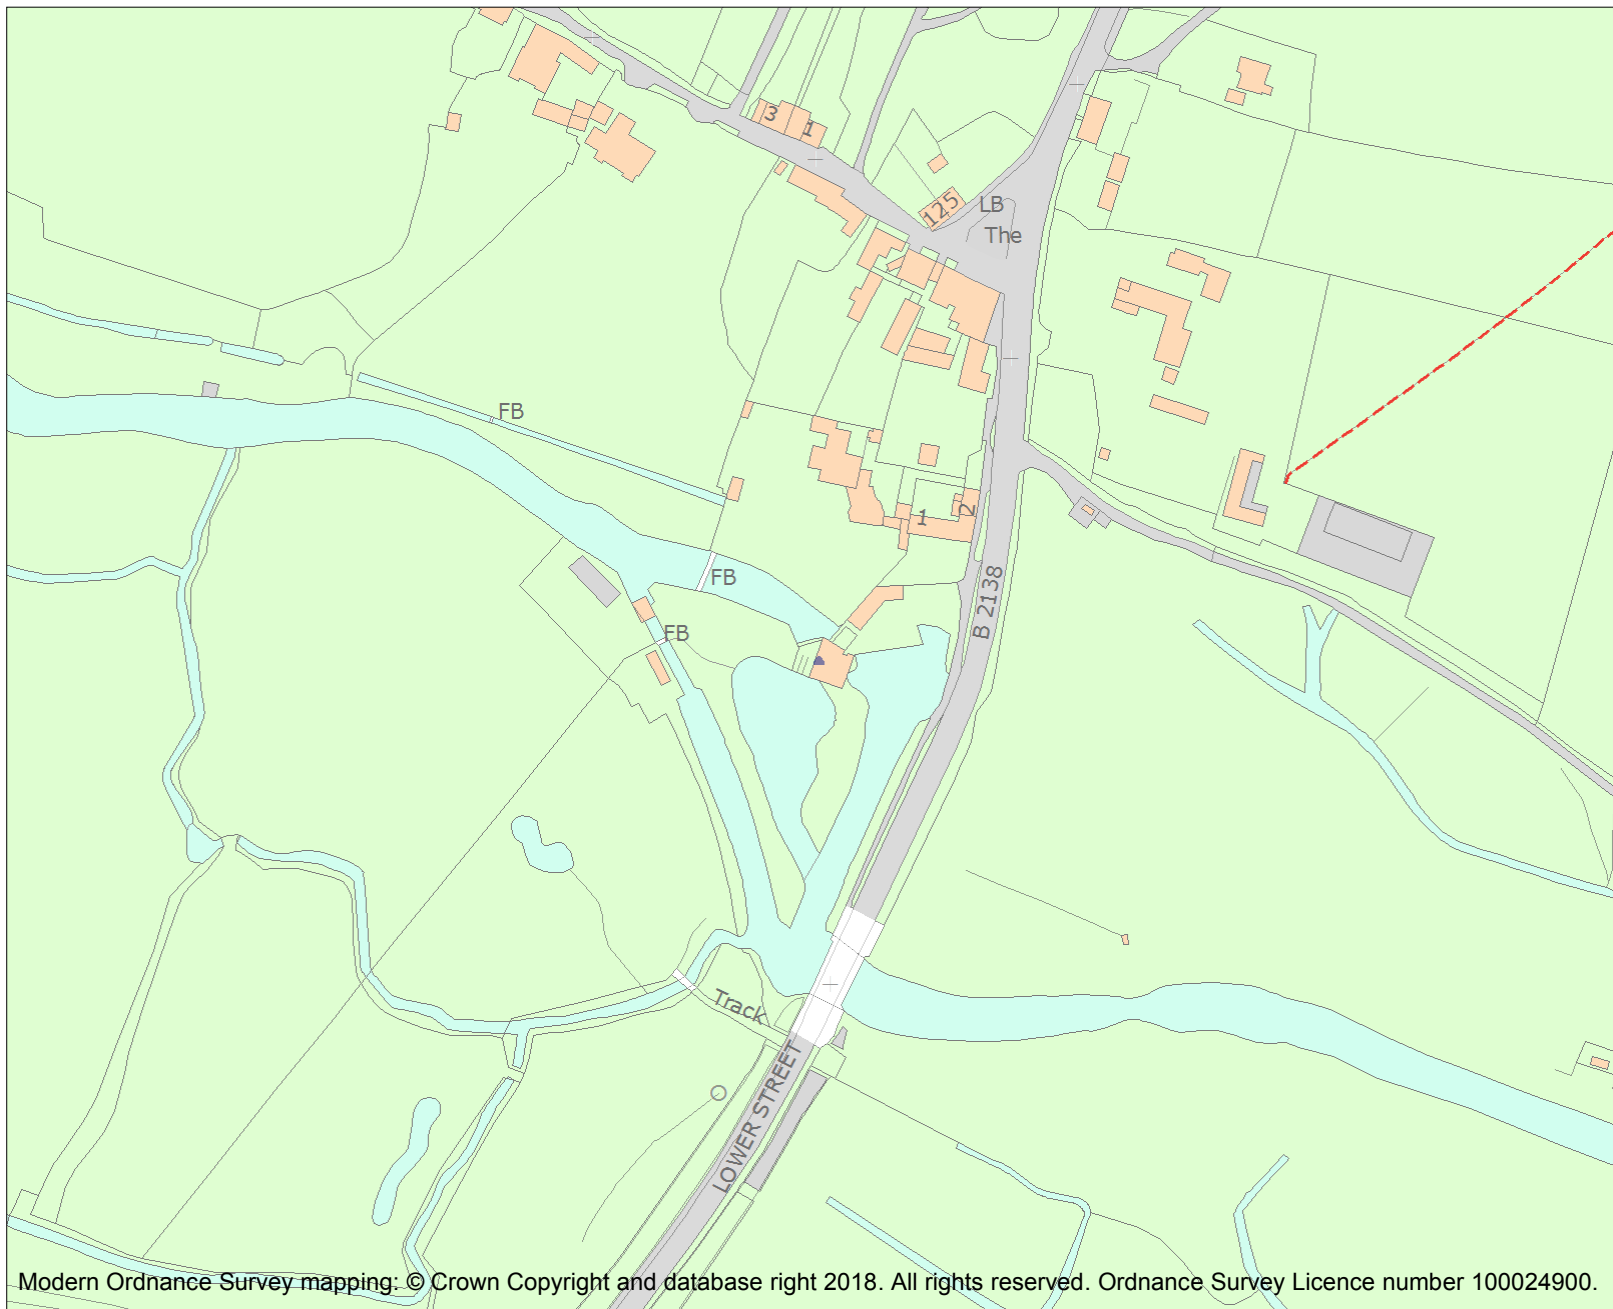 3
1
125
LB
The
FB
1
2
FB
B 2138
FB
Track
LOWER STREET
Modern Ordnance Survey mapping: © Crown Copyright and database right 2018. All rights reserved. Ordnance Survey Licence number 100024900.